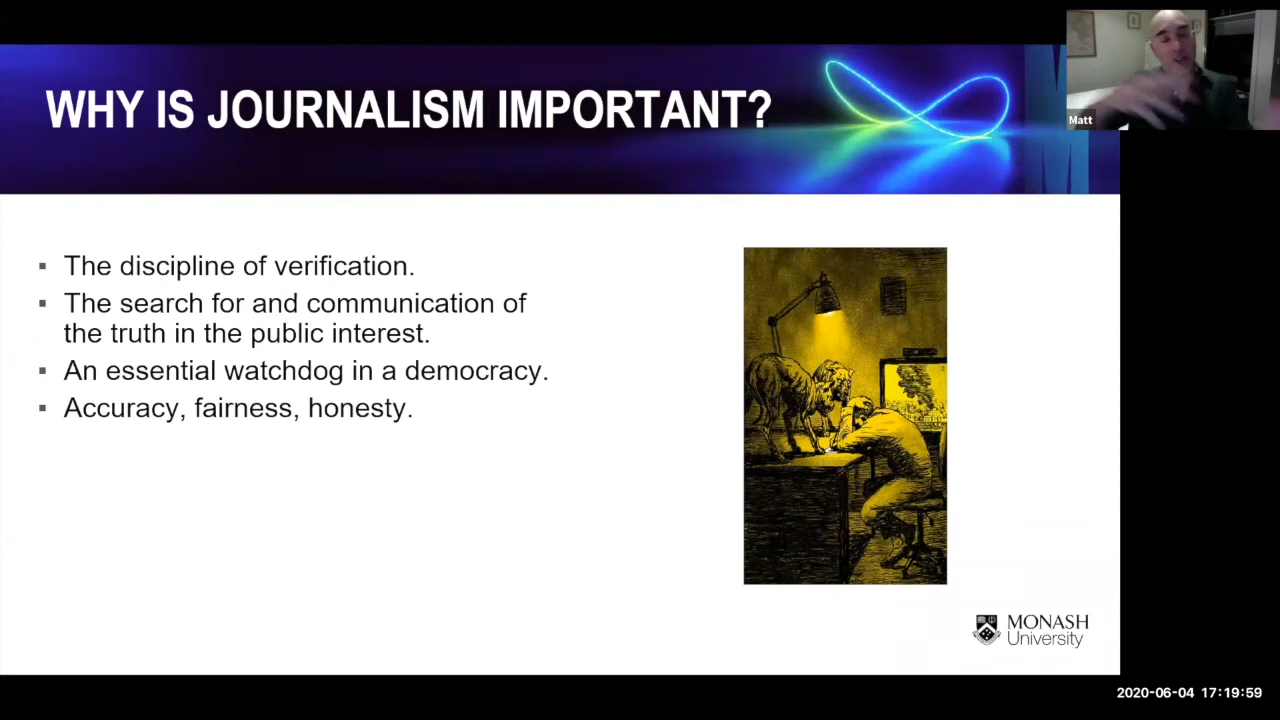 WHY IS JOURNALISM IMPORTANT?
Matt
▪ The discipline of verification.
▪ The search for and communication of
the truth in the public interest.
▪ An essential watchdog in a democracy.
▪ Accuracy, fairness, honesty.
MONASH
University
2020-06-04 17:19:59